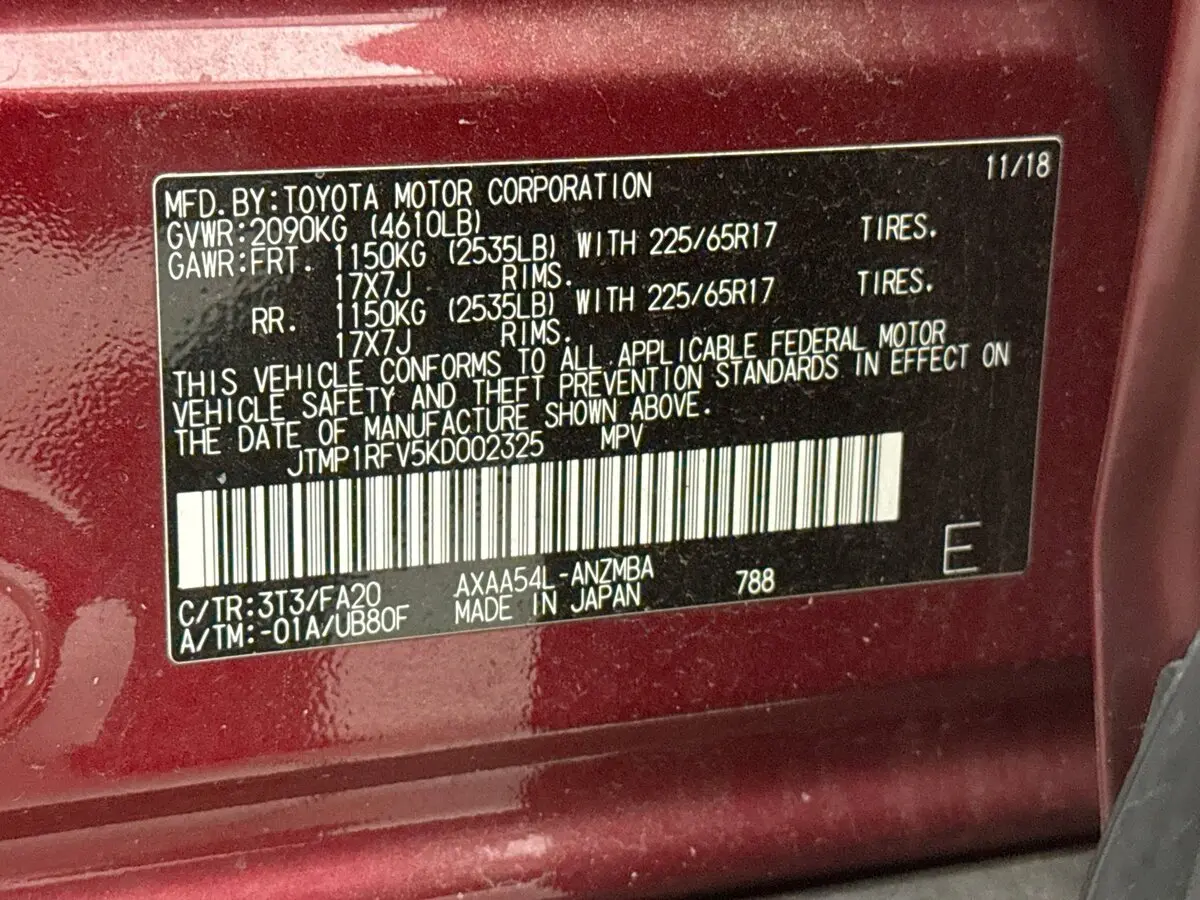 11/18
MFD. BY: TOYOTA MOTOR CORPORATION
GVWR: 2090KG (4610LB)
GAWR: FRT. 1150KG (2535LB) WITH 225/65R17 TIRES.
17X7J RIMS.
RR. 1150KG (2535LB) WITH 225/65R17 TIRES.
17X7J RIMS.
THIS VEHICLE CONFORMS TO ALL APPLICABLE FEDERAL MOTOR
VEHICLE SAFETY AND THEFT PREVENTION STANDARDS IN EFFECT ON
THE DATE OF MANUFACTURE SHOWN ABOVE.
JTMP1RFV5KD002325 MPV
C/TR: 3T3/FA20 AXAA54L-ANZMBA 788 E
A/TM: -01A/UB80F MADE IN JAPAN